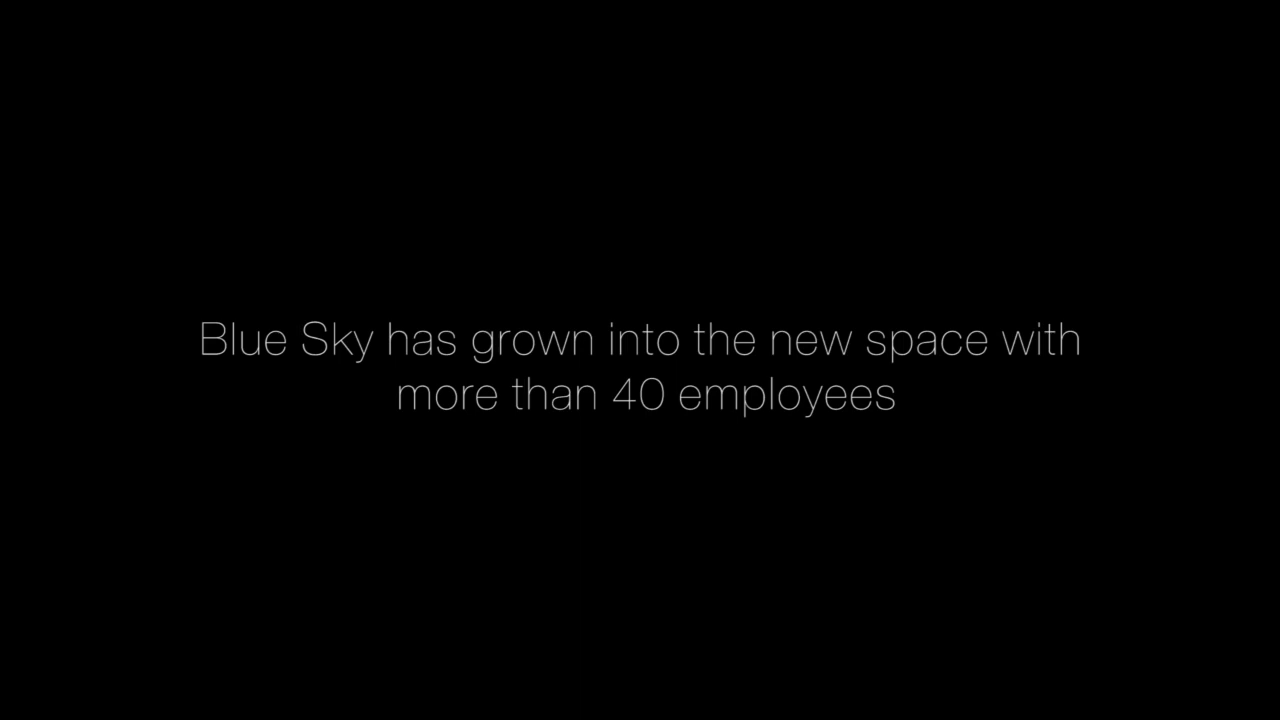 Blue Sky has grown into the new space with
more than 40 employees